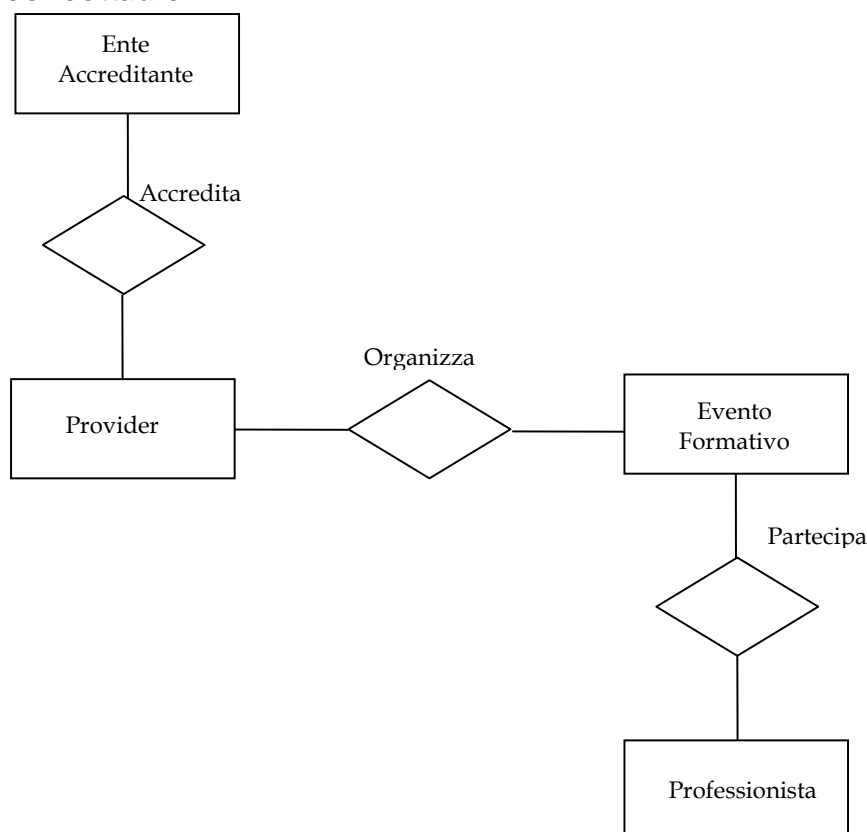 Ente
Accreditante
Accredita
Organizza
Provider
Evento
Formativo
Partecipa
Professionista